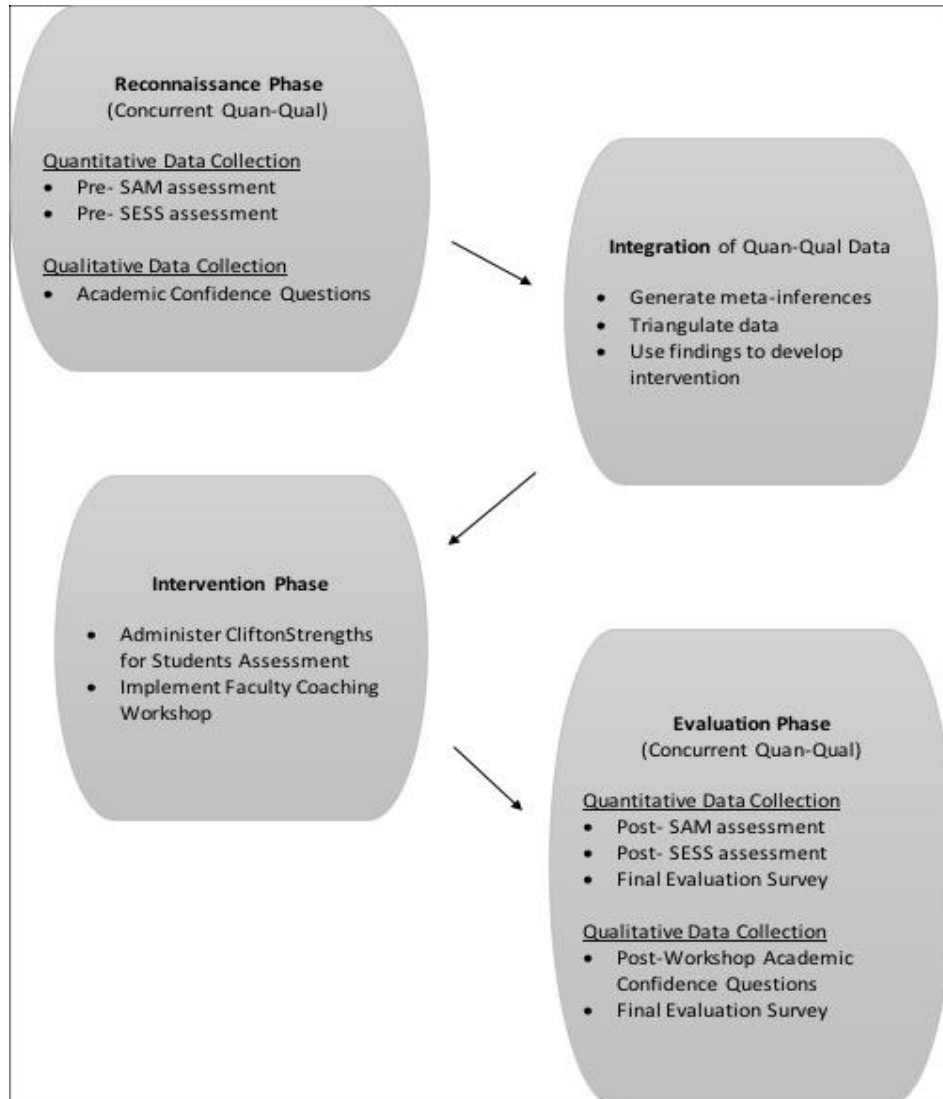 Reconnaissance Phase
(Concurrent Quan-Qual)
Quantitative Data Collection
• Pre- SAM assessment
• Pre- SESS assessment
Qualitative Data Collection
• Academic Confidence Questions
Integration of Quan-Qual Data
• Generate meta-inferences
• Triangulate data
• Use findings to develop
intervention
Intervention Phase
• Administer CliftonStrengths
for Students Assessment
• Implement Faculty Coaching
Workshop
Evaluation Phase
(Concurrent Quan-Qual)
Quantitative Data Collection
• Post- SAM assessment
• Post- SESS assessment
• Final Evaluation Survey
Qualitative Data Collection
• Post-Workshop Academic
Confidence Questions
• Final Evaluation Survey